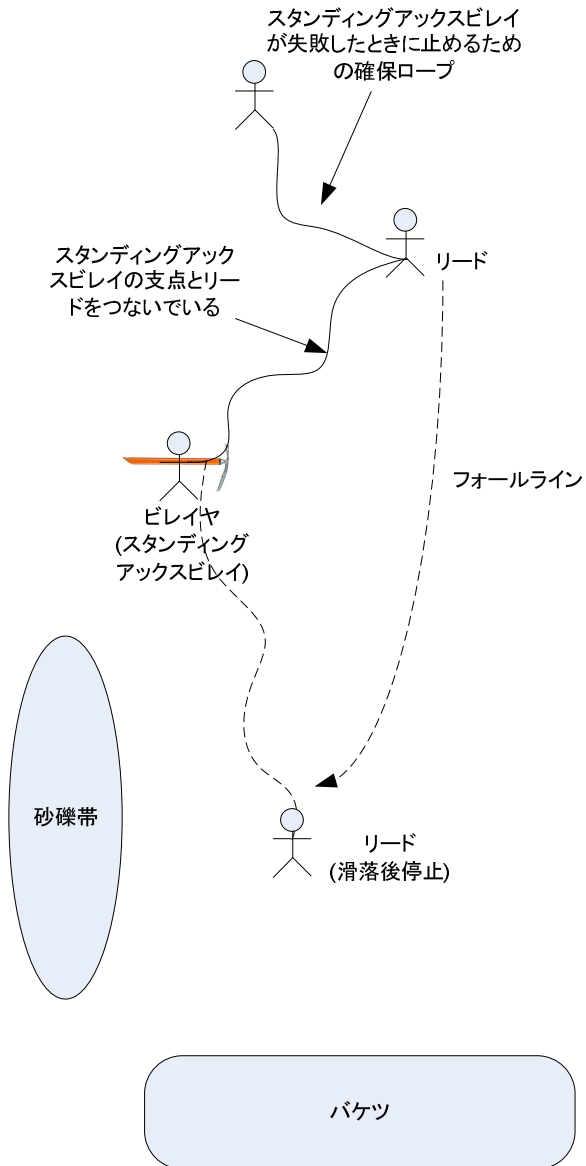 スタンディングアックスビレイ
が失敗したときに止めるため
の確保ロープ
リード
スタンディングアック
スビレイの支点とリー
ドをつないでいる
フォールライン
ビレイヤ
(スタンディング
アックスビレイ)
砂礫帯
リード
(滑落後停止)
バケツ